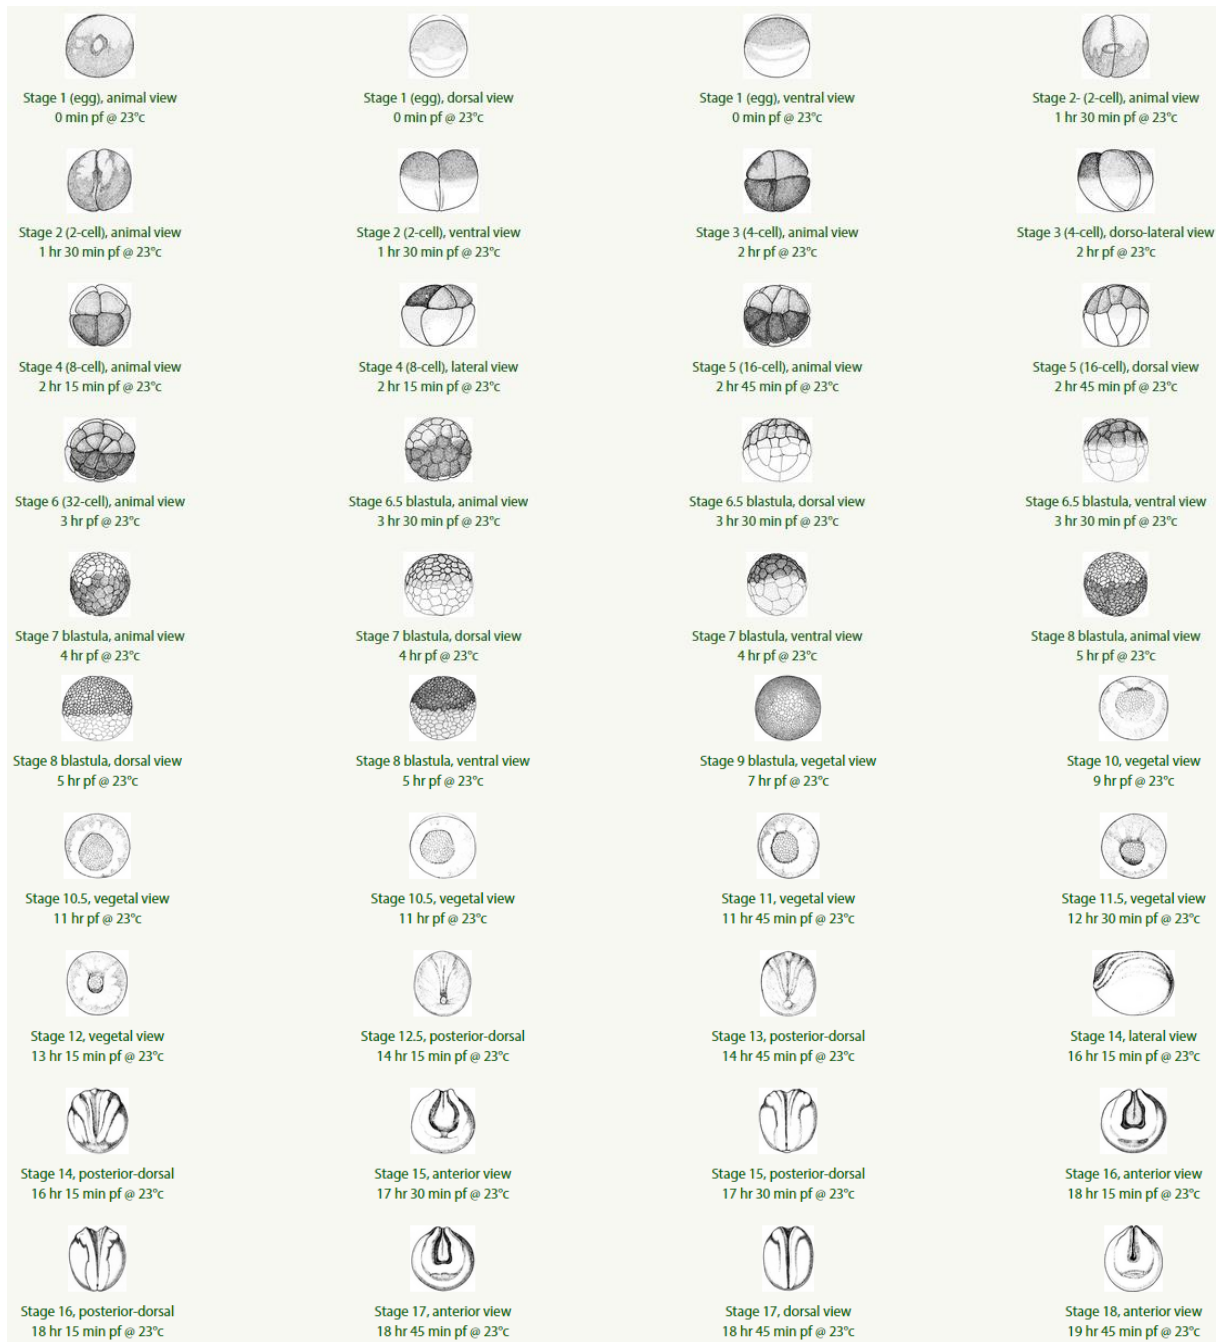 Stage 1 (egg), animal view
0 min pf @ 23°c
Stage 1 (egg), dorsal view
0 min pf @ 23°c
Stage 1 (egg), ventral view
0 min pf @ 23°c
Stage 2- (2-cell), animal view
1 hr 30 min pf @ 23°c
Stage 2 (2-cell), animal view
1 hr 30 min pf @ 23°c
Stage 2 (2-cell), ventral view
1 hr 30 min pf @ 23°c
Stage 3 (4-cell), animal view
2 hr pf @ 23°c
Stage 3 (4-cell), dorso-lateral view
2 hr pf @ 23°c
Stage 4 (8-cell), animal view
2 hr 15 min pf @ 23°c
Stage 4 (8-cell), lateral view
2 hr 15 min pf @ 23°c
Stage 5 (16-cell), animal view
2 hr 45 min pf @ 23°c
Stage 5 (16-cell), dorsal view
2 hr 45 min pf @ 23°c
Stage 6 (32-cell), animal view
3 hr pf @ 23°c
Stage 6.5 blastula, animal view
3 hr 30 min pf @ 23°c
Stage 6.5 blastula, dorsal view
3 hr 30 min pf @ 23°c
Stage 6.5 blastula, ventral view
3 hr 30 min pf @ 23°c
Stage 7 blastula, animal view
4 hr pf @ 23°c
Stage 7 blastula, dorsal view
4 hr pf @ 23°c
Stage 7 blastula, ventral view
4 hr pf @ 23°c
Stage 8 blastula, animal view
5 hr pf @ 23°c
Stage 8 blastula, dorsal view
5 hr pf @ 23°c
Stage 8 blastula, ventral view
5 hr pf @ 23°c
Stage 9 blastula, vegetal view
7 hr pf @ 23°c
Stage 10, vegetal view
9 hr pf @ 23°c
Stage 10.5, vegetal view
11 hr pf @ 23°c
Stage 10.5, vegetal view
11 hr pf @ 23°c
Stage 11, vegetal view
11 hr 45 min pf @ 23°c
Stage 11.5, vegetal view
12 hr 30 min pf @ 23°c
Stage 12, vegetal view
13 hr 15 min pf @ 23°c
Stage 12.5, posterior-dorsal
14 hr 15 min pf @ 23°c
Stage 13, posterior-dorsal
14 hr 45 min pf @ 23°c
Stage 14, lateral view
16 hr 15 min pf @ 23°c
Stage 14, posterior-dorsal
16 hr 15 min pf @ 23°c
Stage 15, anterior view
17 hr 30 min pf @ 23°c
Stage 15, posterior-dorsal
17 hr 30 min pf @ 23°c
Stage 16, anterior view
18 hr 15 min pf @ 23°c
Stage 16, posterior-dorsal
18 hr 15 min pf @ 23°c
Stage 17, anterior view
18 hr 45 min pf @ 23°c
Stage 17, dorsal view
18 hr 45 min pf @ 23°c
Stage 18, anterior view
19 hr 45 min pf @ 23°c